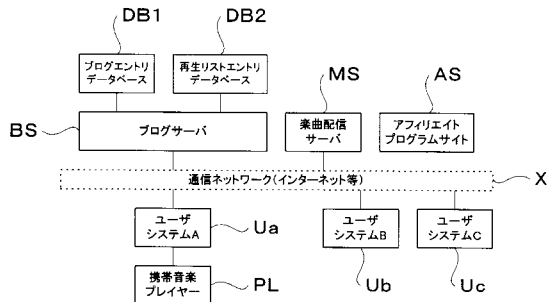 DB1
DB2
ブログエントリ
データベース
再生リストエントリ
データベース
MS
AS
BS
ブログサーバ
楽曲配信
サーバ
アフィリエイト
プログラムサイト
通信ネットワーク(インターネット等)
X
ユーザ
システムA
Ua
ユーザ
システムB
ユーザ
システムC
携帯音楽
プレイヤー
PL
Ub
Uc